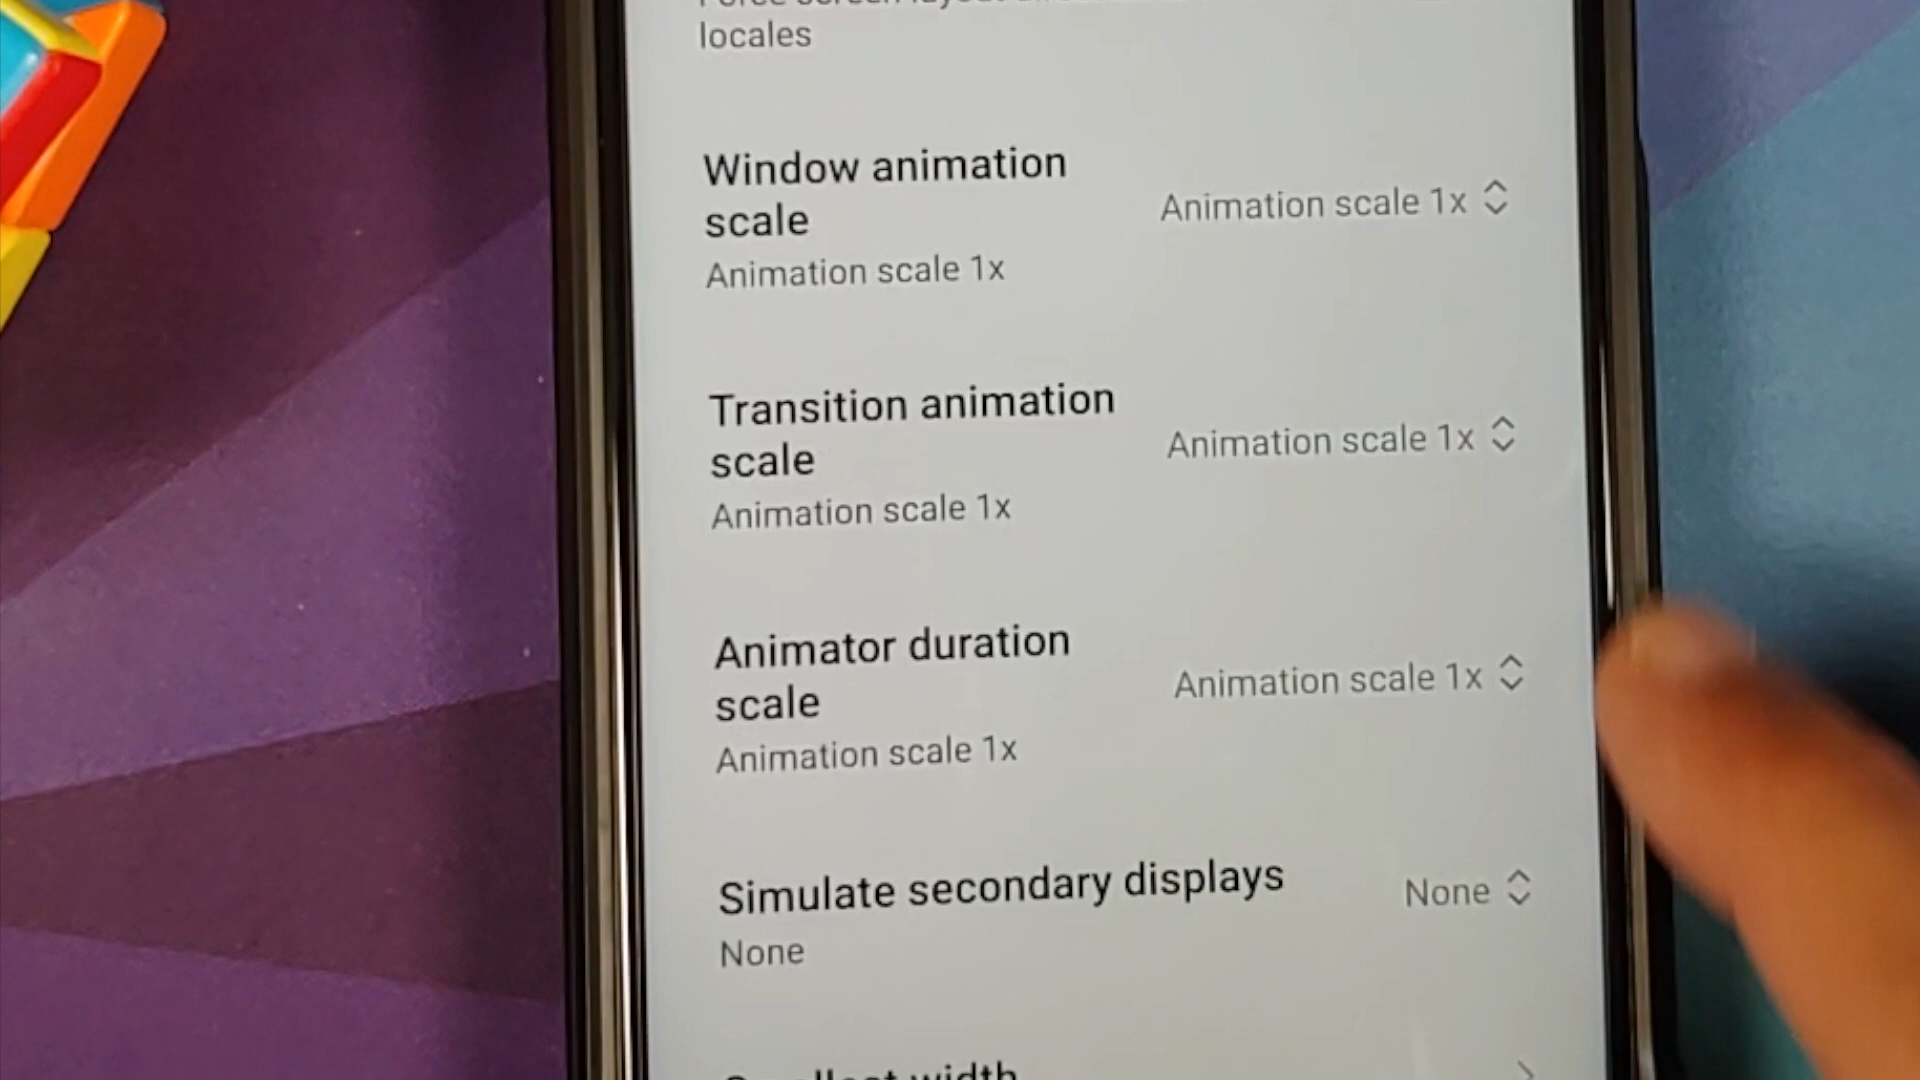 locales
Window animation
scale
Animation scale 1x
Animation scale 1x
Transition animation
scale
Animation scale 1x
Animation scale 1x
Animator duration
scale
Animation scale 1x
Animation scale 1x
Simulate secondary displays
None
None
width